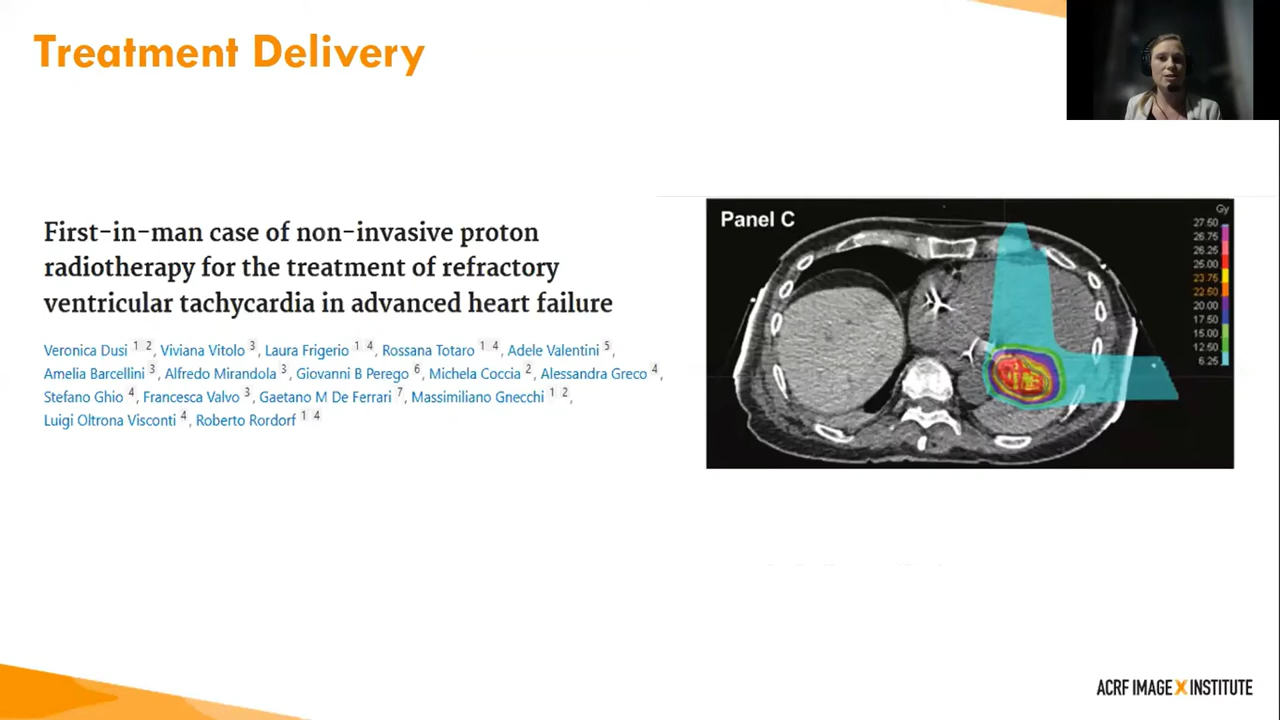 Treatment Delivery
First-in-man case of non-invasive proton
radiotherapy for the treatment of refractory
ventricular tachycardia in advanced heart failure
Veronica Dusi 1 2, Viviana Vitolo 3, Laura Frigerio 1 4, Rossana Totaro 1 4, Adele Valentini 5,
Amelia Barcellini 3, Alfredo Mirandola 3, Giovanni B Perego 6, Michela Coccia 2, Alessandra Greco 4,
Stefano Ghio 4, Francesca Valvo 3, Gaetano M De Ferrari 7, Massimiliano Gnecchi 1 2,
Luigi Oltrona Visconti 4, Roberto Rordorf 1 4
Panel C
Gy
27.50
26.75
26.25
25.00
23.75
22.50
20.00
17.50
15.00
12.50
6.25
ACRF IMAGE X INSTITUTE